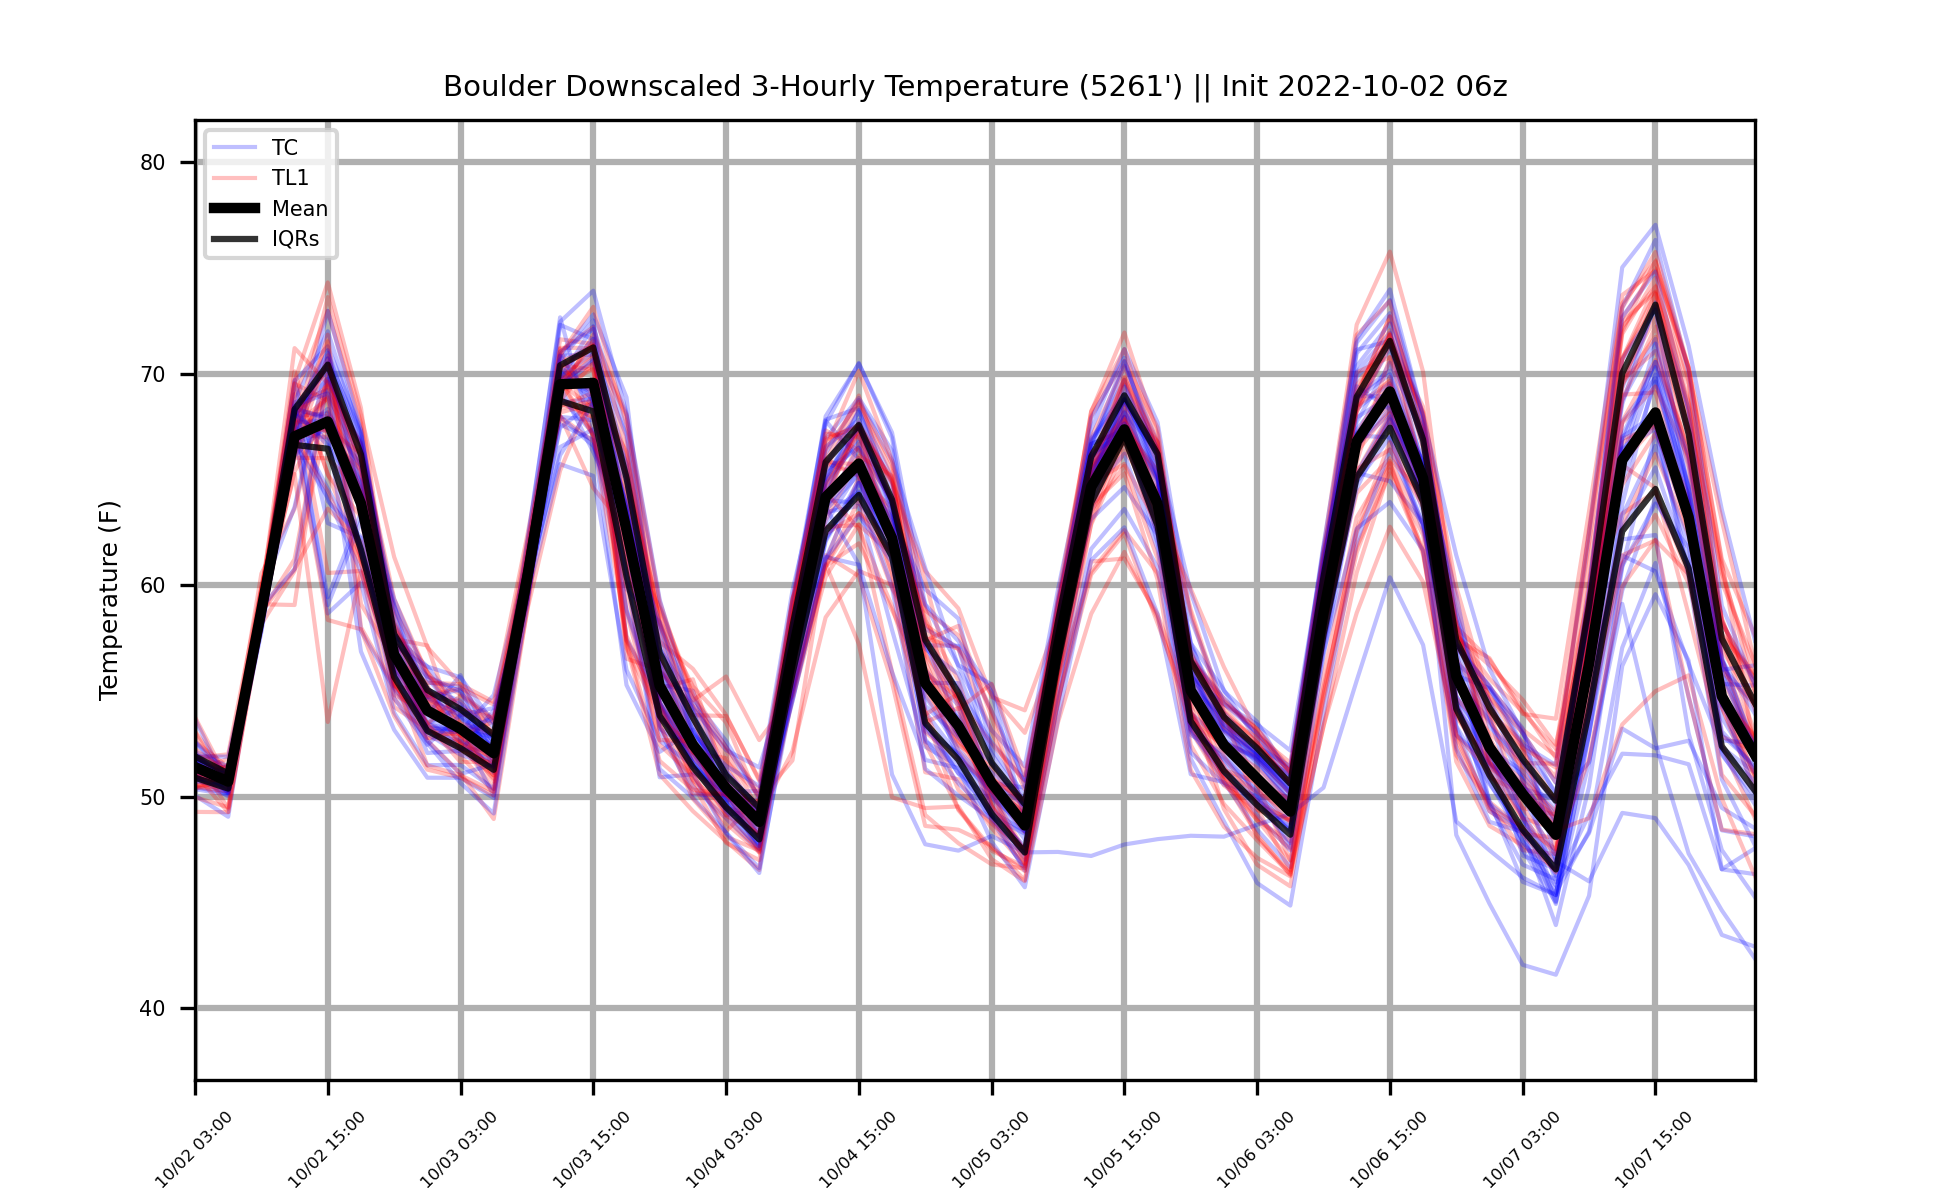 Boulder Downscaled 3-Hourly Temperature (5261') || Init 2022-10-02 06z
TC
TL1
Mean
IQRs
Temperature (F)
80
70
60
50
40
10/02 03:00
10/02 15:00
10/03 03:00
10/03 15:00
10/04 03:00
10/04 15:00
10/05 03:00
10/05 15:00
10/06 03:00
10/06 15:00
10/07 03:00
10/07 15:00